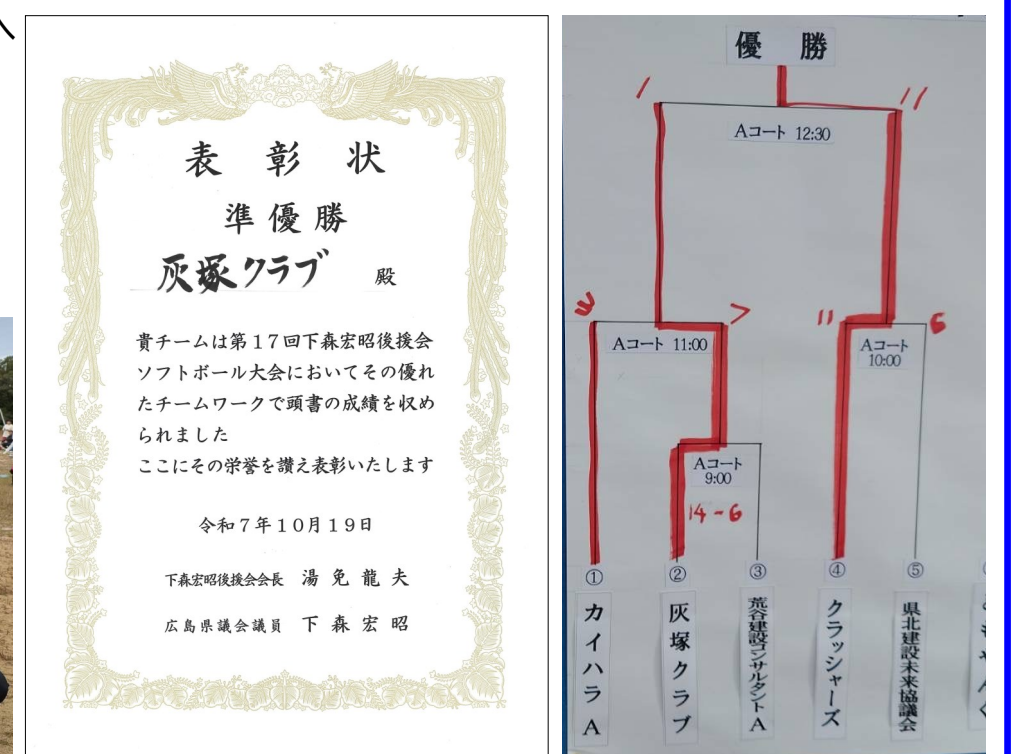 表彰状
準優勝
灰塚クラブ 殿
貴チームは第17回下森宏昭後援会
ソフトボール大会においてその優れ
たチームワークで頭書の成績を収め
られました
ここにその栄誉を讃え表彰いたします
令和7年10月19日
下森宏昭後援会会長 湯免龍夫
広島県議会議員 下森宏昭
優勝
1 11
Aコート 12:30
3 7 11 6
Aコート 11:00
Aコート
10:00
Aコート
9:00
14-6
① ② ③ ④ ⑤
カイハラA
灰塚クラブ
荒谷建設コンサルタントA
クラッシャーズ
県北建設未来協議会